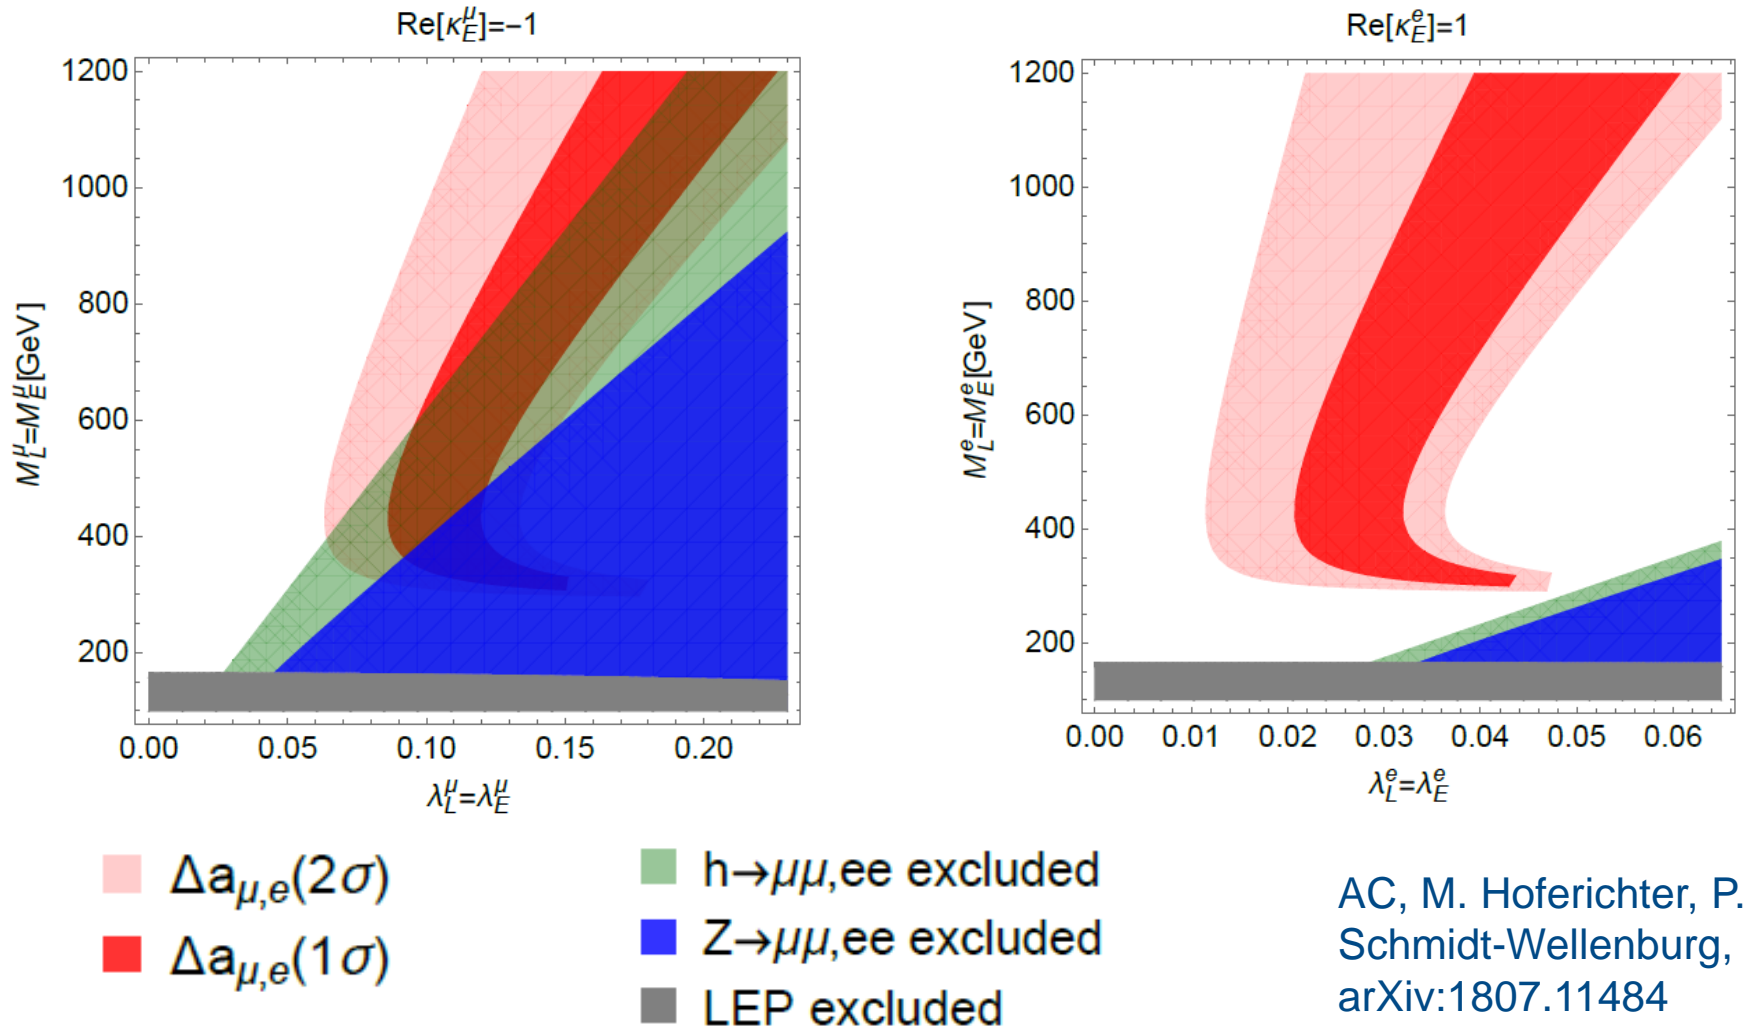 Re[κ_E^μ]=−1
1200
1000
800
600
400
200
M_L^μ=M_E^μ[GeV]
0.00 0.05 0.10 0.15 0.20
λ_L^μ=λ_E^μ
Re[κ_E^e]=1
1200
1000
800
600
400
200
M_L^e=M_E^e[GeV]
0.00 0.01 0.02 0.03 0.04 0.05 0.06
λ_L^e=λ_E^e
Δa_{μ,e}(2σ)
Δa_{μ,e}(1σ)
h→μμ,ee excluded
Z→μμ,ee excluded
LEP excluded
AC, M. Hoferichter, P.
Schmidt-Wellenburg,
arXiv:1807.11484